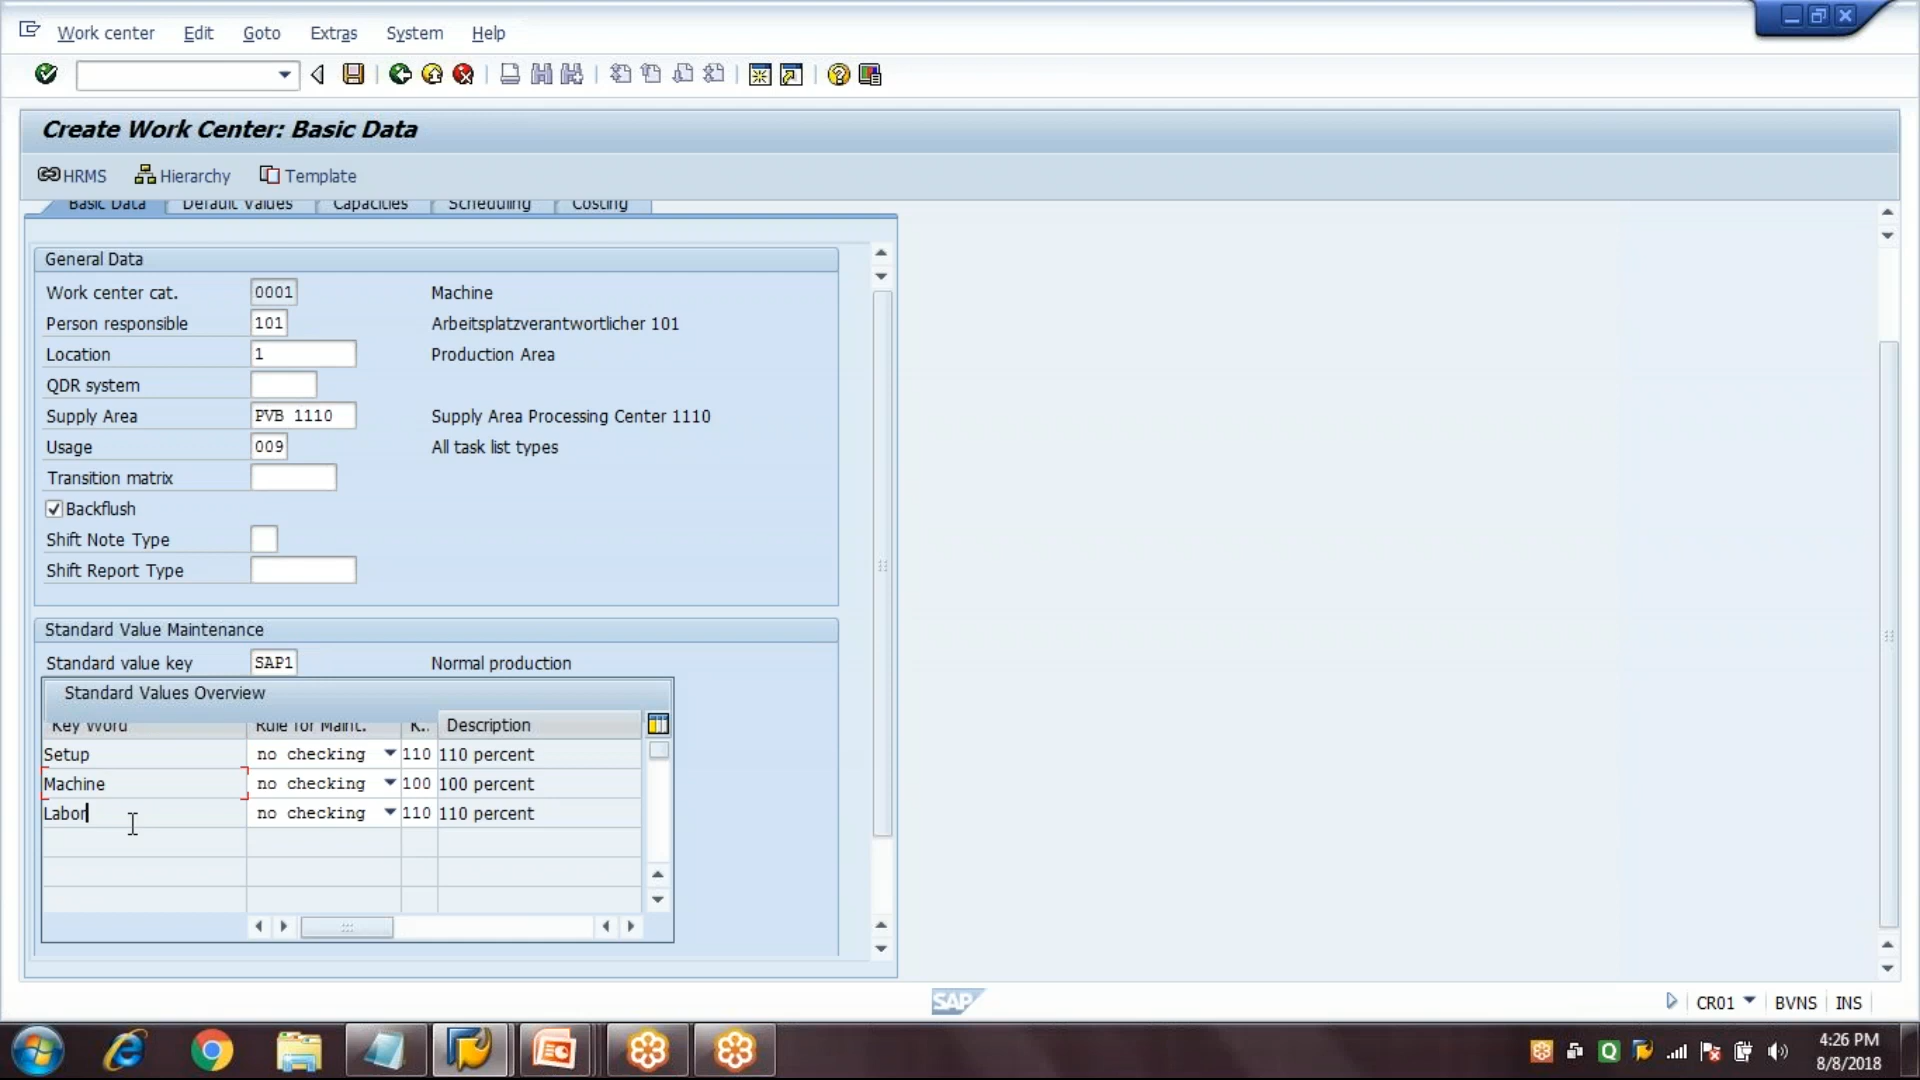 Work center Edit Goto Extras System Help
Create Work Center: Basic Data
HRMS Hierarchy Template
Basic Data Default Values Capacities Scheduling Costing
General Data
Work center cat. 0001 Machine
Person responsible 101 Arbeitsplatzverantwortlicher 101
Location 1 Production Area
QDR system
Supply Area PVB 1110 Supply Area Processing Center 1110
Usage 009 All task list types
Transition matrix
Backflush
Shift Note Type
Shift Report Type
Standard Value Maintenance
Standard value key SAP1 Normal production
Standard Values Overview
Key Word Rule for Maint. K.. Description
Setup no checking 110 110 percent
Machine no checking 100 100 percent
Labor no checking 110 110 percent
SAP CR01 BVNS INS
4:26 PM
8/8/2018